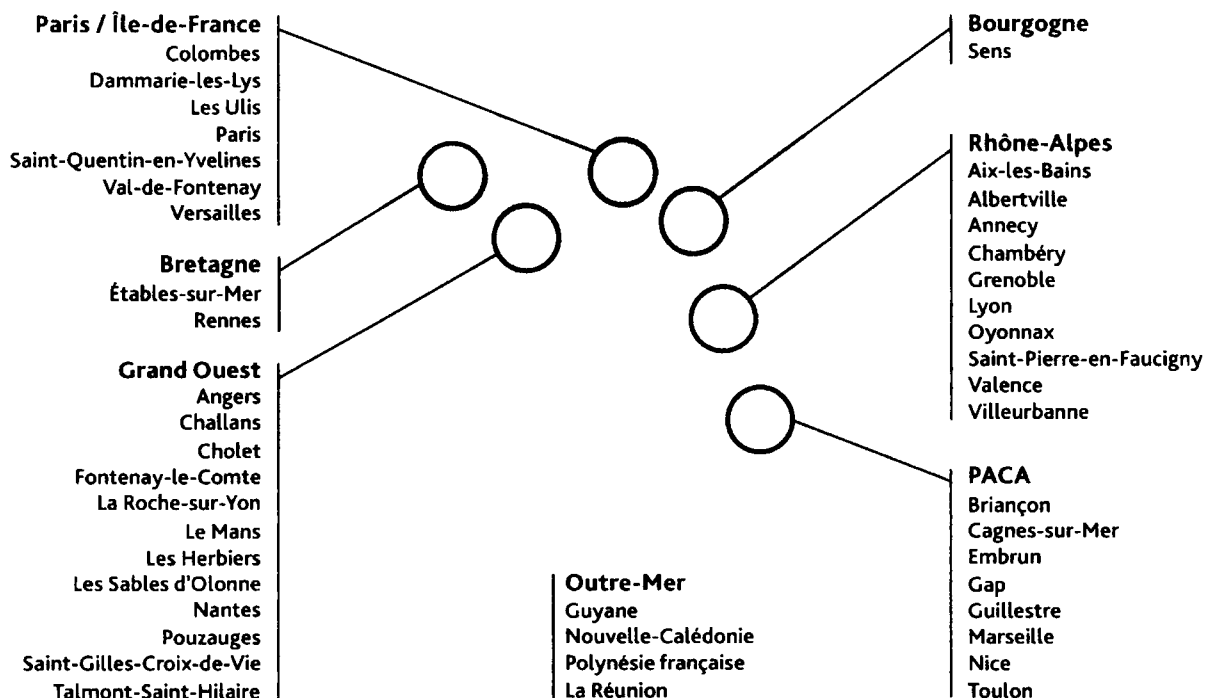 Paris / Île-de-France
Colombes
Dammarie-les-Lys
Les Ulis
Paris
Saint-Quentin-en-Yvelines
Val-de-Fontenay
Versailles
Bretagne
Étables-sur-Mer
Rennes
Grand Ouest
Angers
Challans
Cholet
Fontenay-le-Comte
La Roche-sur-Yon
Le Mans
Les Herbiers
Les Sables d'Olonne
Nantes
Pouzauges
Saint-Gilles-Croix-de-Vie
Talmont-Saint-Hilaire
Outre-Mer
Guyane
Nouvelle-Calédonie
Polynésie française
La Réunion
Bourgogne
Sens
Rhône-Alpes
Aix-les-Bains
Albertville
Annecy
Chambéry
Grenoble
Lyon
Oyonnax
Saint-Pierre-en-Faucigny
Valence
Villeurbanne
PACA
Briançon
Cagnes-sur-Mer
Embrun
Gap
Guillestre
Marseille
Nice
Toulon